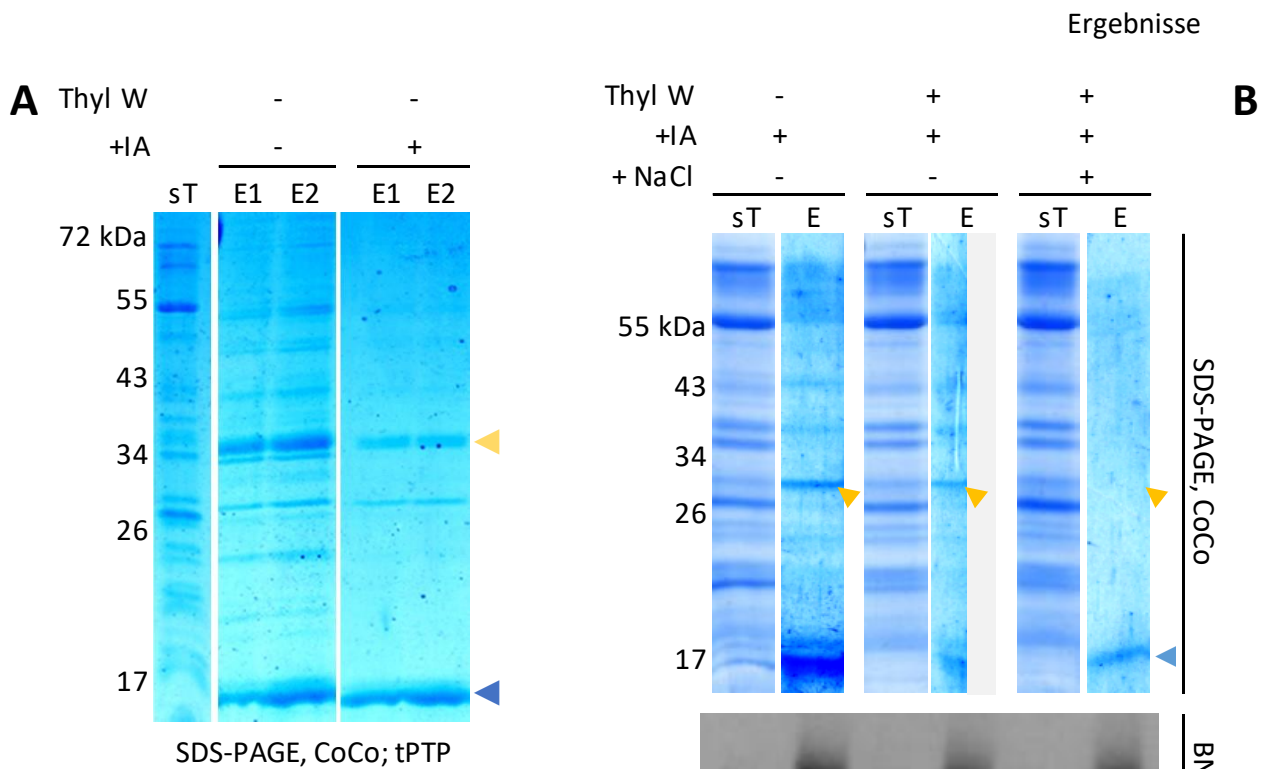 Ergebnisse
A
Thyl W - -
+IA - +
sT E1 E2 E1 E2
72 kDa
55
43
34
26
17
SDS-PAGE, CoCo; tPTP
B
Thyl W - + +
+IA + + +
+ NaCl - - +
sT E sT E sT E
55 kDa
43
34
26
17
SDS-PAGE, CoCo